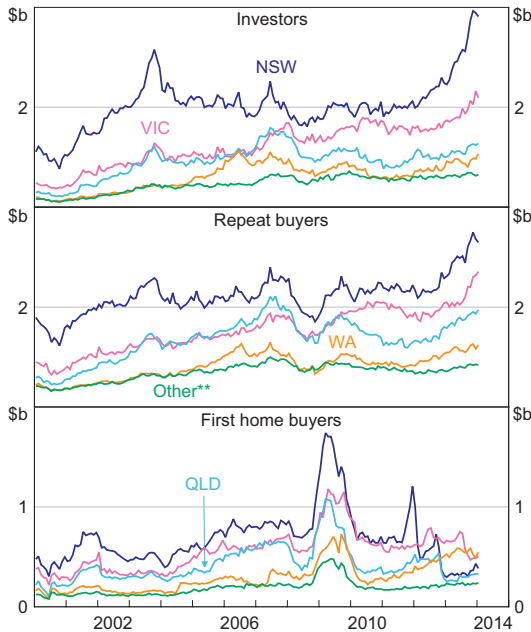 $b Investors $b
NSW
2 VIC 2
$b Repeat buyers $b
2 2
WA
Other**
$b First home buyers $b
QLD
1 1
0 0
2002 2006 2010 2014